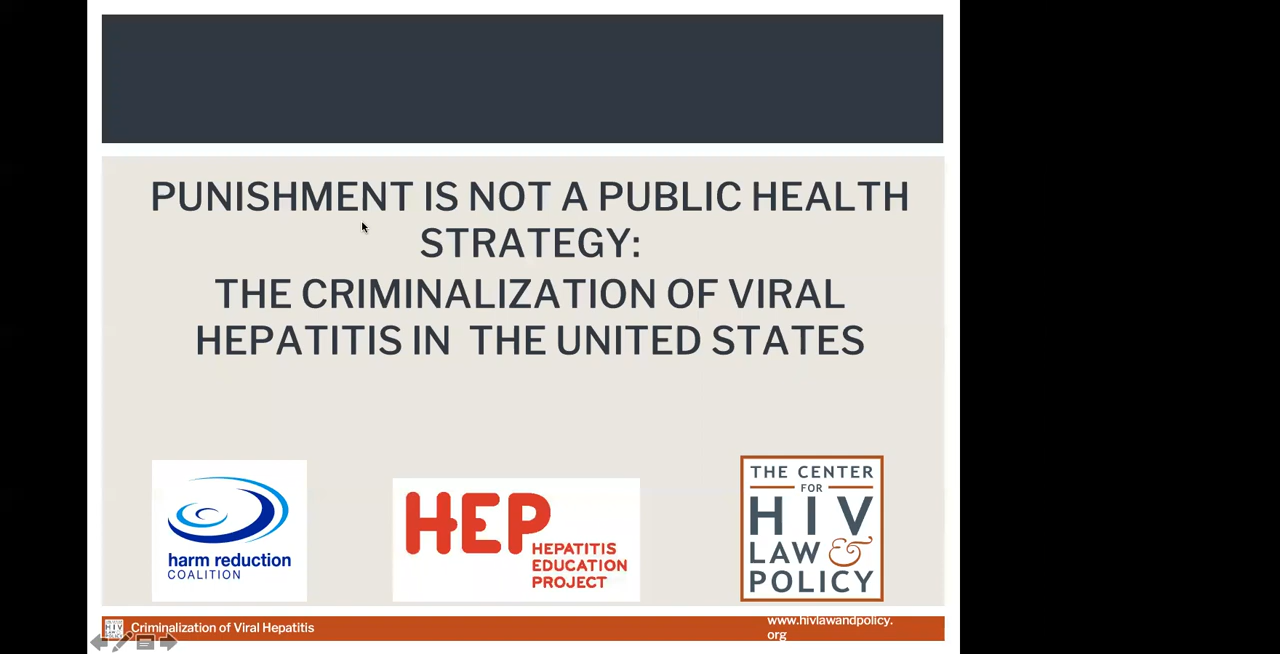 PUNISHMENT IS NOT A PUBLIC HEALTH
STRATEGY:
THE CRIMINALIZATION OF VIRAL
HEPATITIS IN THE UNITED STATES
harm reduction
COALITION
HEP
HEPATITIS
EDUCATION
PROJECT
THE CENTER
FOR
HIV
LAW &
POLICY
Criminalization of Viral Hepatitis
www.hivlawandpolicy.
org